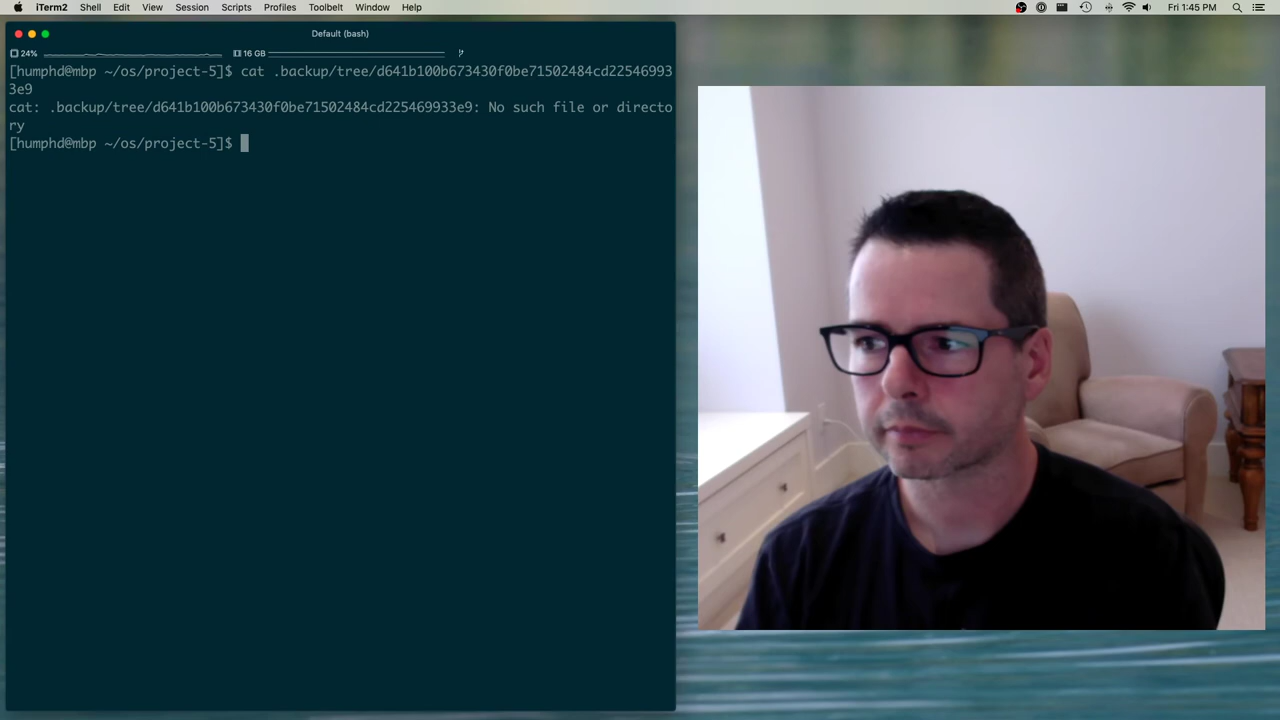 iTerm2 Shell Edit View Session Scripts Profiles Toolbelt Window Help Fri 1:45 PM
Default (bash)
24% 16 GB
[humphd@mbp ~/os/project-5]$ cat .backup/tree/d641b100b673430f0be71502484cd22546993
3e9
cat: .backup/tree/d641b100b673430f0be71502484cd225469933e9: No such file or directo
ry
[humphd@mbp ~/os/project-5]$